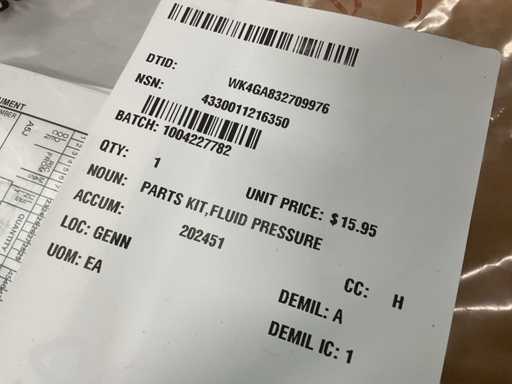 DTID:
WK4GA832709976
NSN:
4330011216350
BATCH: 1004227782
QTY:
1
UNIT PRICE: $ 15.95
NOUN:
PARTS KIT,FLUID PRESSURE
ACCUM:
202451
LOC: GENN
CC: H
UOM: EA
DEMIL: A
DEMIL IC: 1
QUANTITY